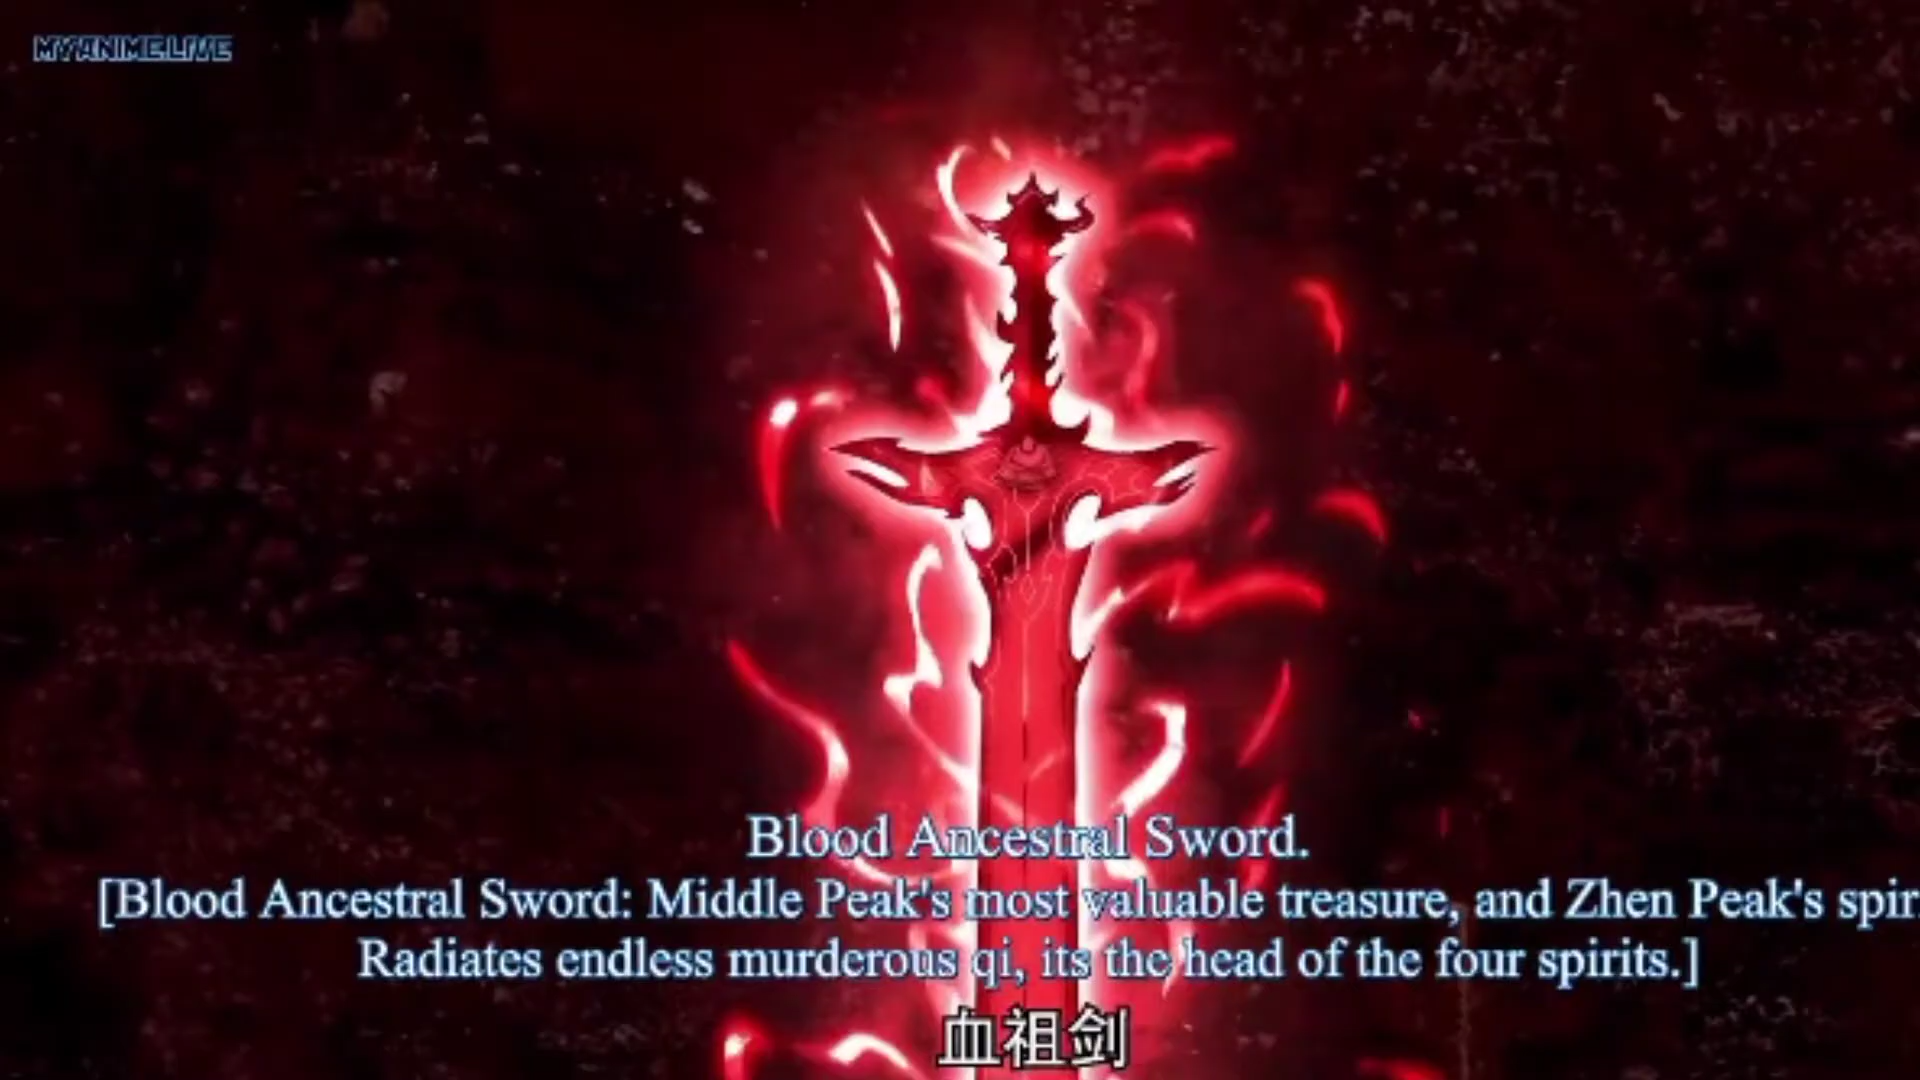 MYANIME.LIVE
Blood Ancestral Sword.
[Blood Ancestral Sword: Middle Peak's most valuable treasure, and Zhen Peak's
Radiates endless murderous qi, its the head of the four spirits.]
血祖剑